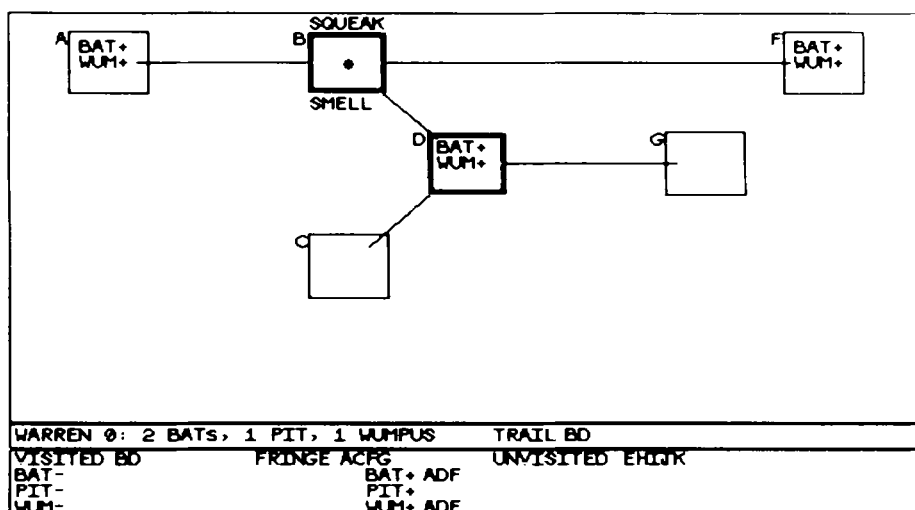 SQUEAK
A B F
BAT+ BAT+
WUM+ WUM+
SMELL
D G
BAT+
WUM+
C
WARREN 0: 2 BATs, 1 PIT, 1 WUMPUS TRAIL BD
VISITED BD FRINGE ACFG UNVISITED EHIJK
BAT- BAT+ ADF
PIT- PIT+
WUM- WUM+ ADF